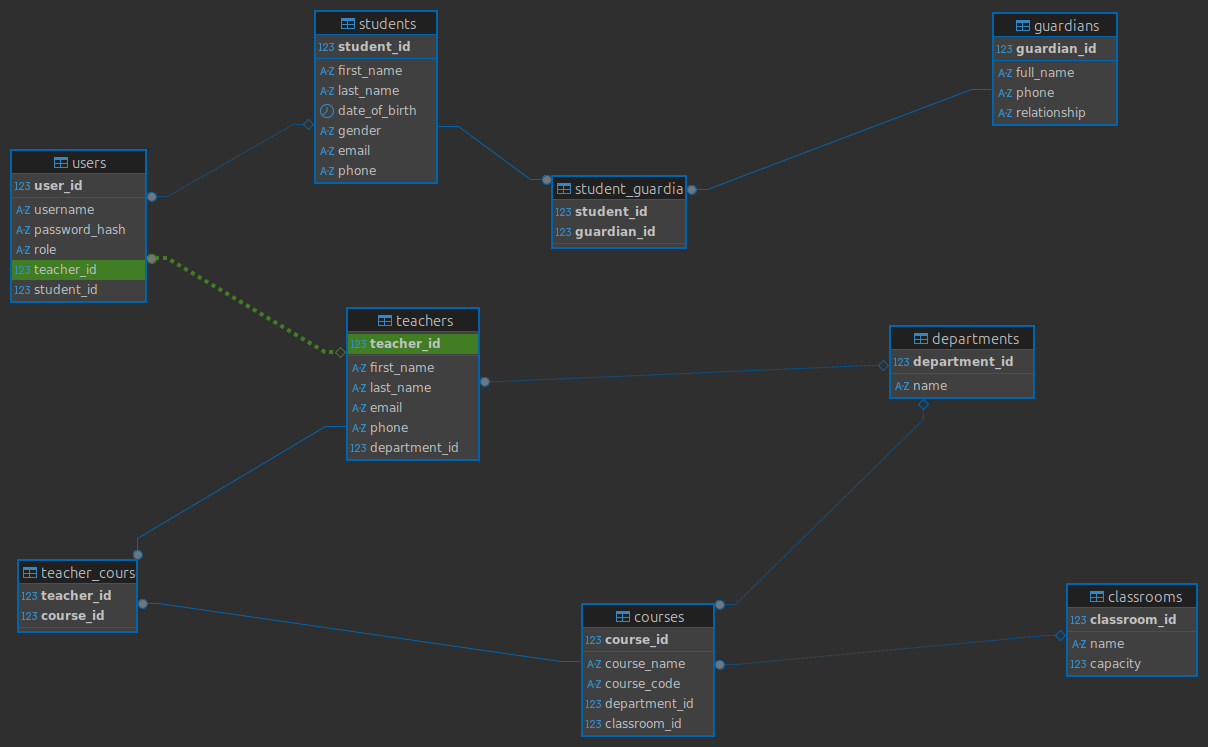 students
123 student_id
A-Z first_name
A-Z last_name
date_of_birth
A-Z gender
A-Z email
A-Z phone
guardians
123 guardian_id
A-Z full_name
A-Z phone
A-Z relationship
users
123 user_id
A-Z username
A-Z password_hash
A-Z role
123 teacher_id
123 student_id
student_guardia
123 student_id
123 guardian_id
teachers
123 teacher_id
A-Z first_name
A-Z last_name
A-Z email
A-Z phone
123 department_id
departments
123 department_id
A-Z name
teacher_cours
123 teacher_id
123 course_id
courses
123 course_id
A-Z course_name
A-Z course_code
123 department_id
123 classroom_id
classrooms
123 classroom_id
A-Z name
123 capacity